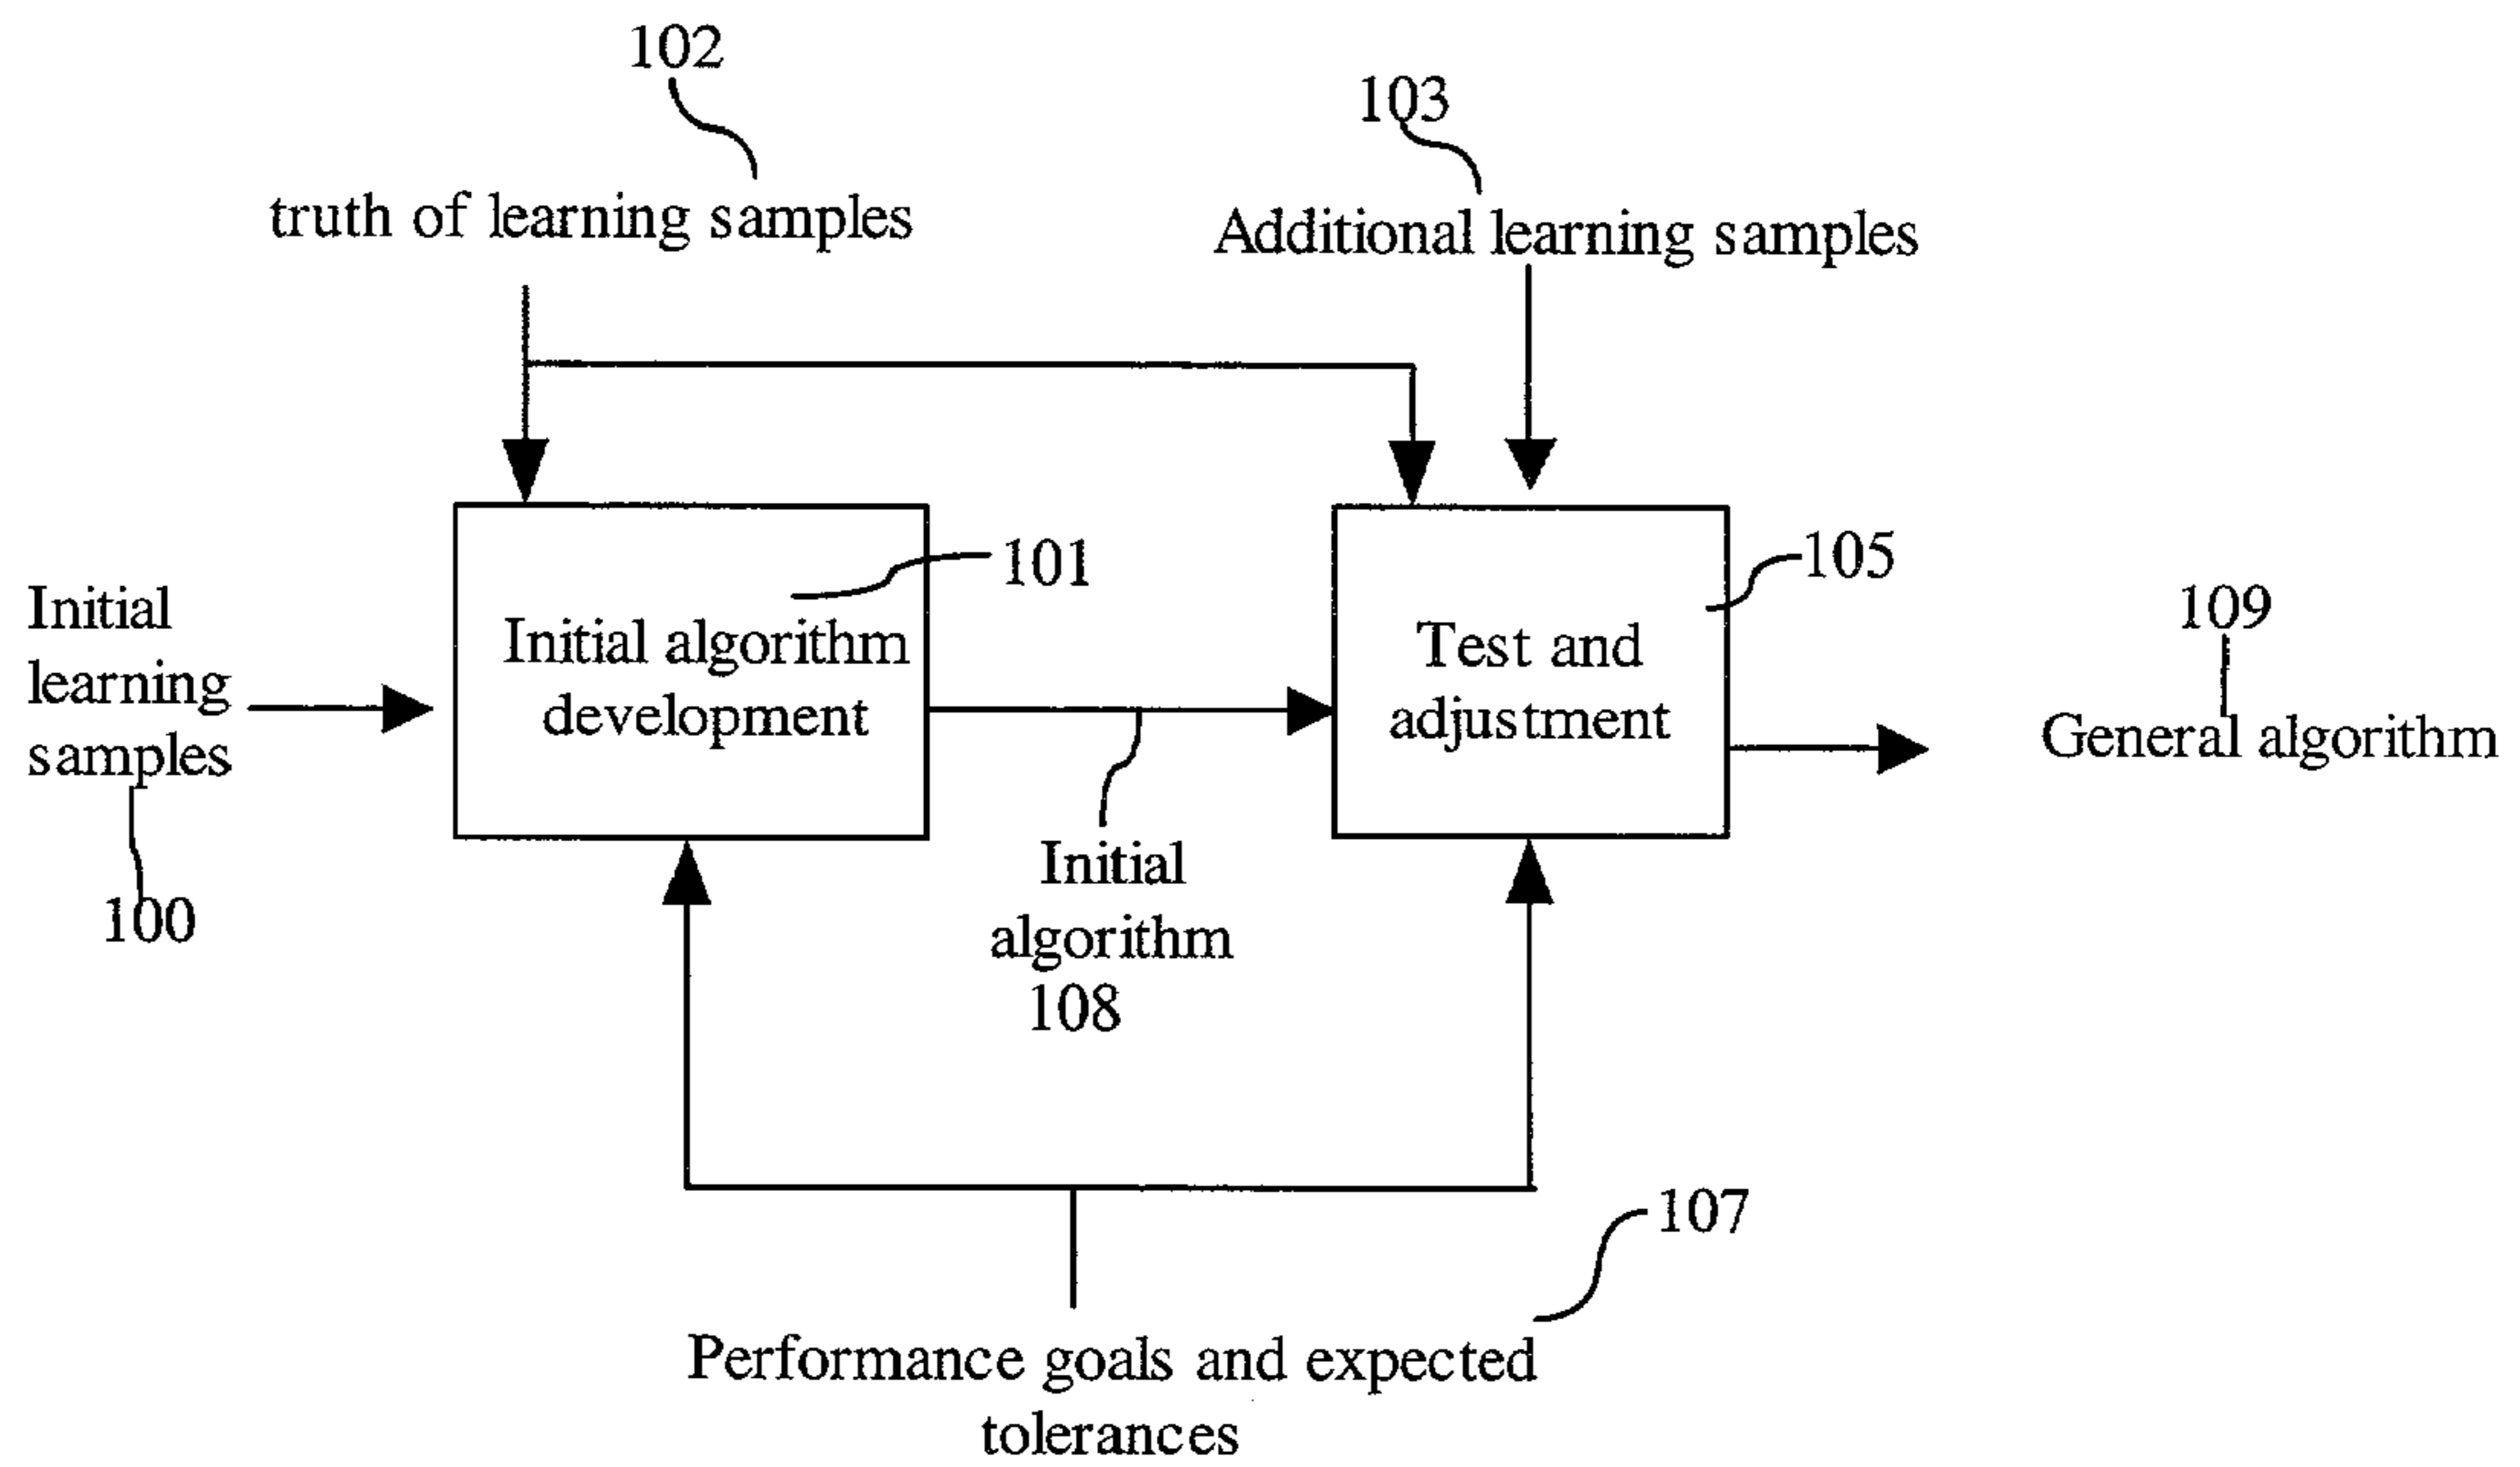 102
103
truth of learning samples
Additional learning samples
101
105
Initial
learning
samples
100
Initial algorithm
development
Test and
adjustment
109
General algorithm
Initial
algorithm
108
107
Performance goals and expected
tolerances